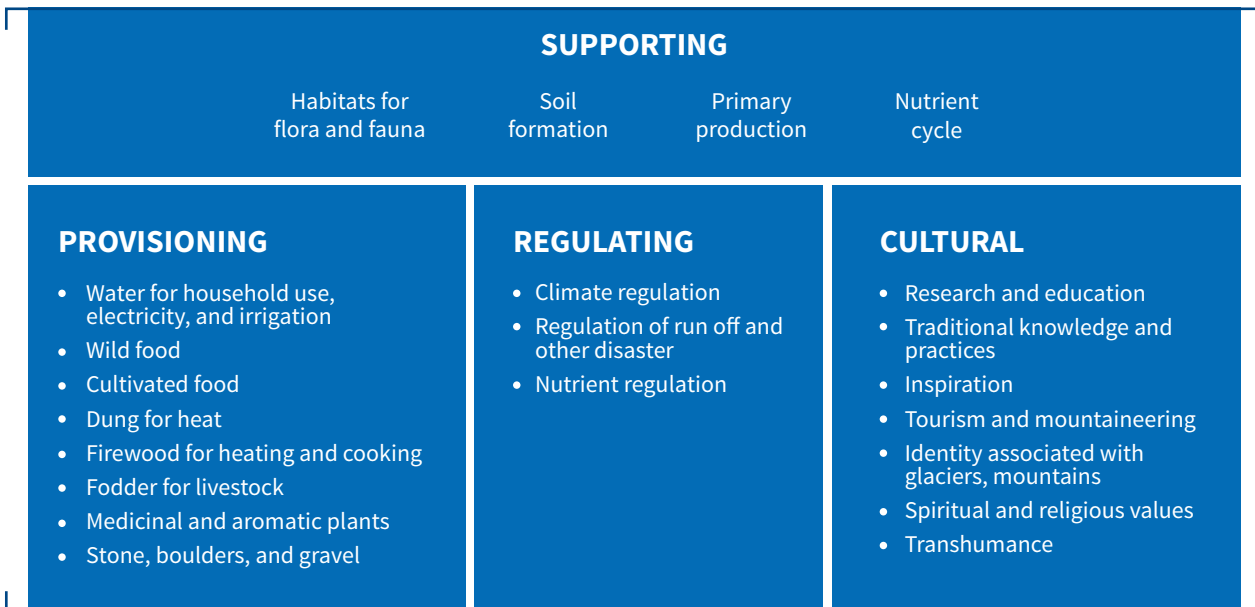 SUPPORTING
Habitats for
flora and fauna
Soil
formation
Primary
production
Nutrient
cycle
PROVISIONING
• Water for household use,
electricity, and irrigation
• Wild food
• Cultivated food
• Dung for heat
• Firewood for heating and cooking
• Fodder for livestock
• Medicinal and aromatic plants
• Stone, boulders, and gravel
REGULATING
• Climate regulation
• Regulation of run off and
other disaster
• Nutrient regulation
CULTURAL
• Research and education
• Traditional knowledge and
practices
• Inspiration
• Tourism and mountaineering
• Identity associated with
glaciers, mountains
• Spiritual and religious values
• Transhumance